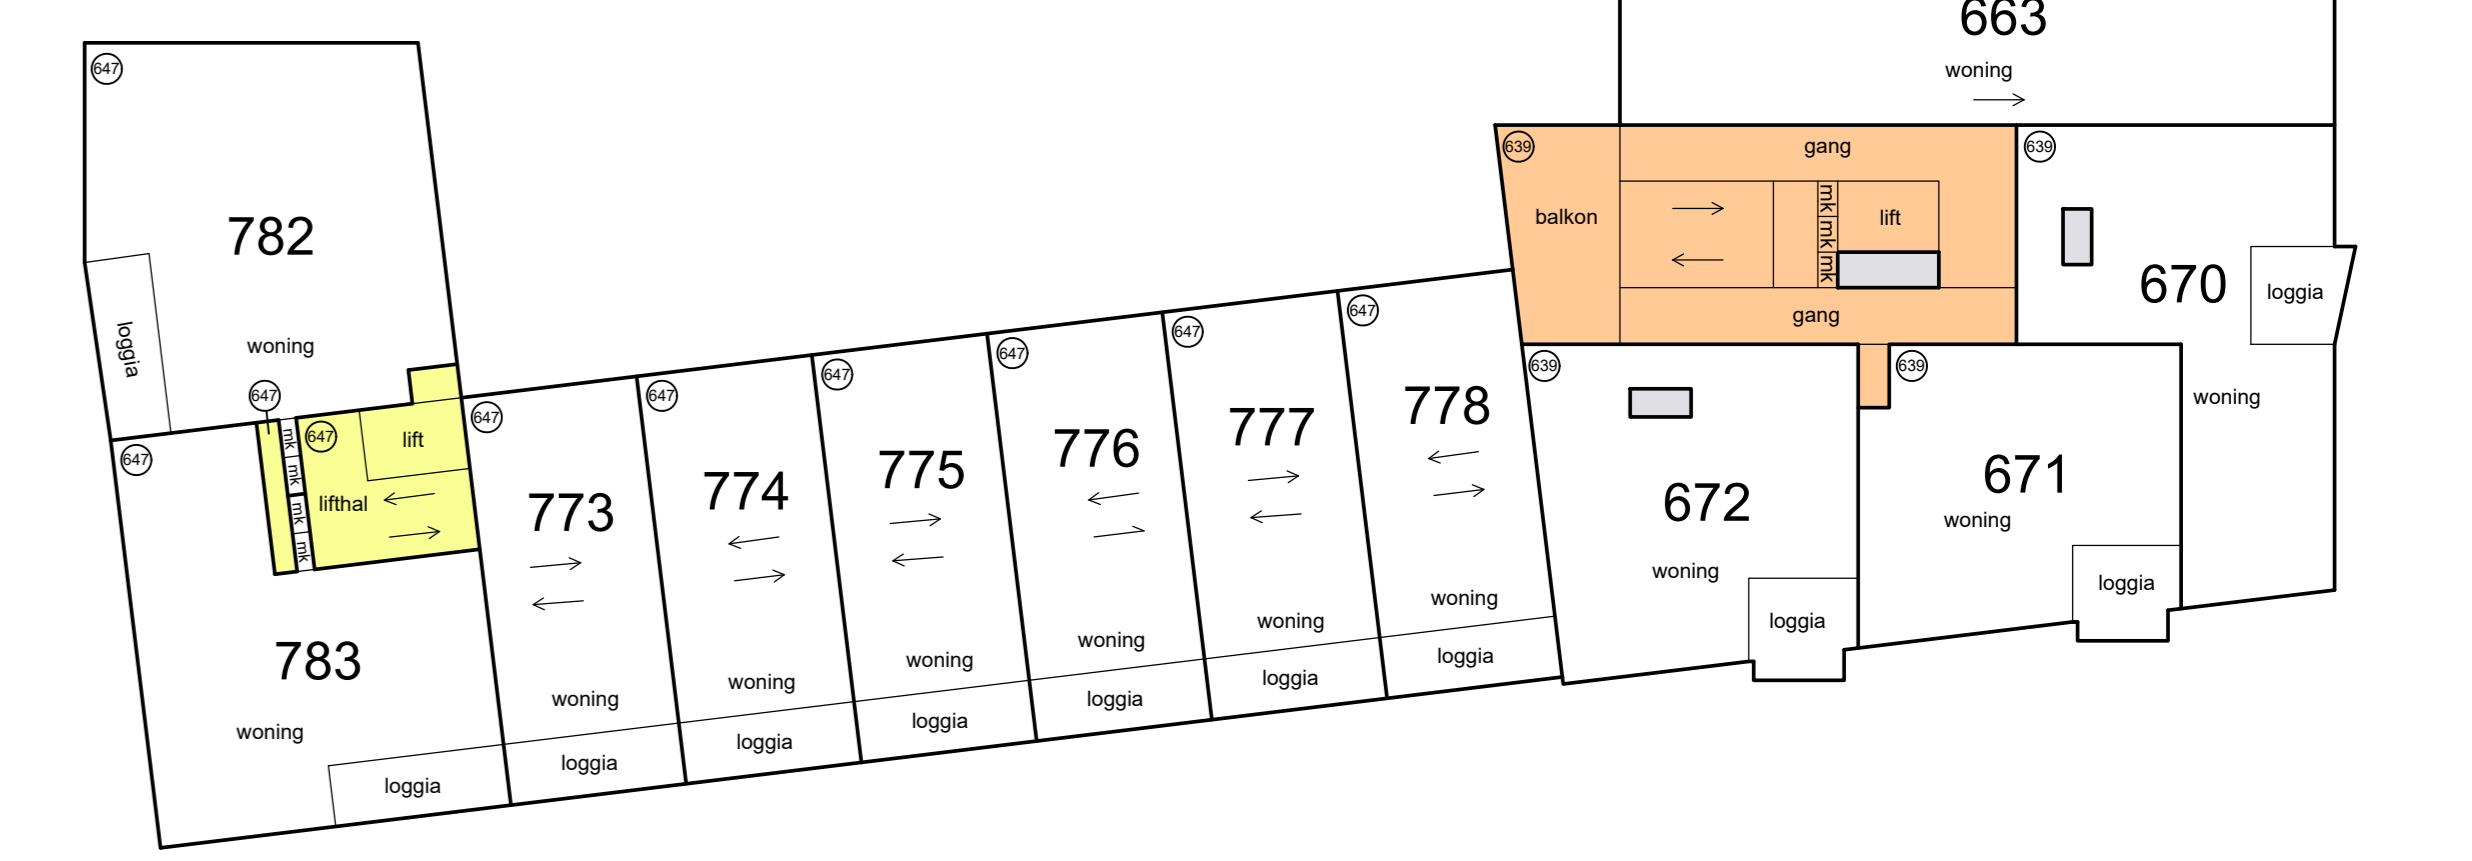 663
woning
647
782
loggia
woning
647
647
647
mk
mk
mk
mk
lift
lifthal
783
woning
loggia
647
773
woning
loggia
647
774
woning
loggia
647
775
woning
loggia
647
776
woning
loggia
647
777
woning
loggia
647
778
woning
loggia
639
gang
balkon
mk
mk
mk
lift
gang
639
670
loggia
woning
639
672
woning
loggia
639
671
woning
loggia